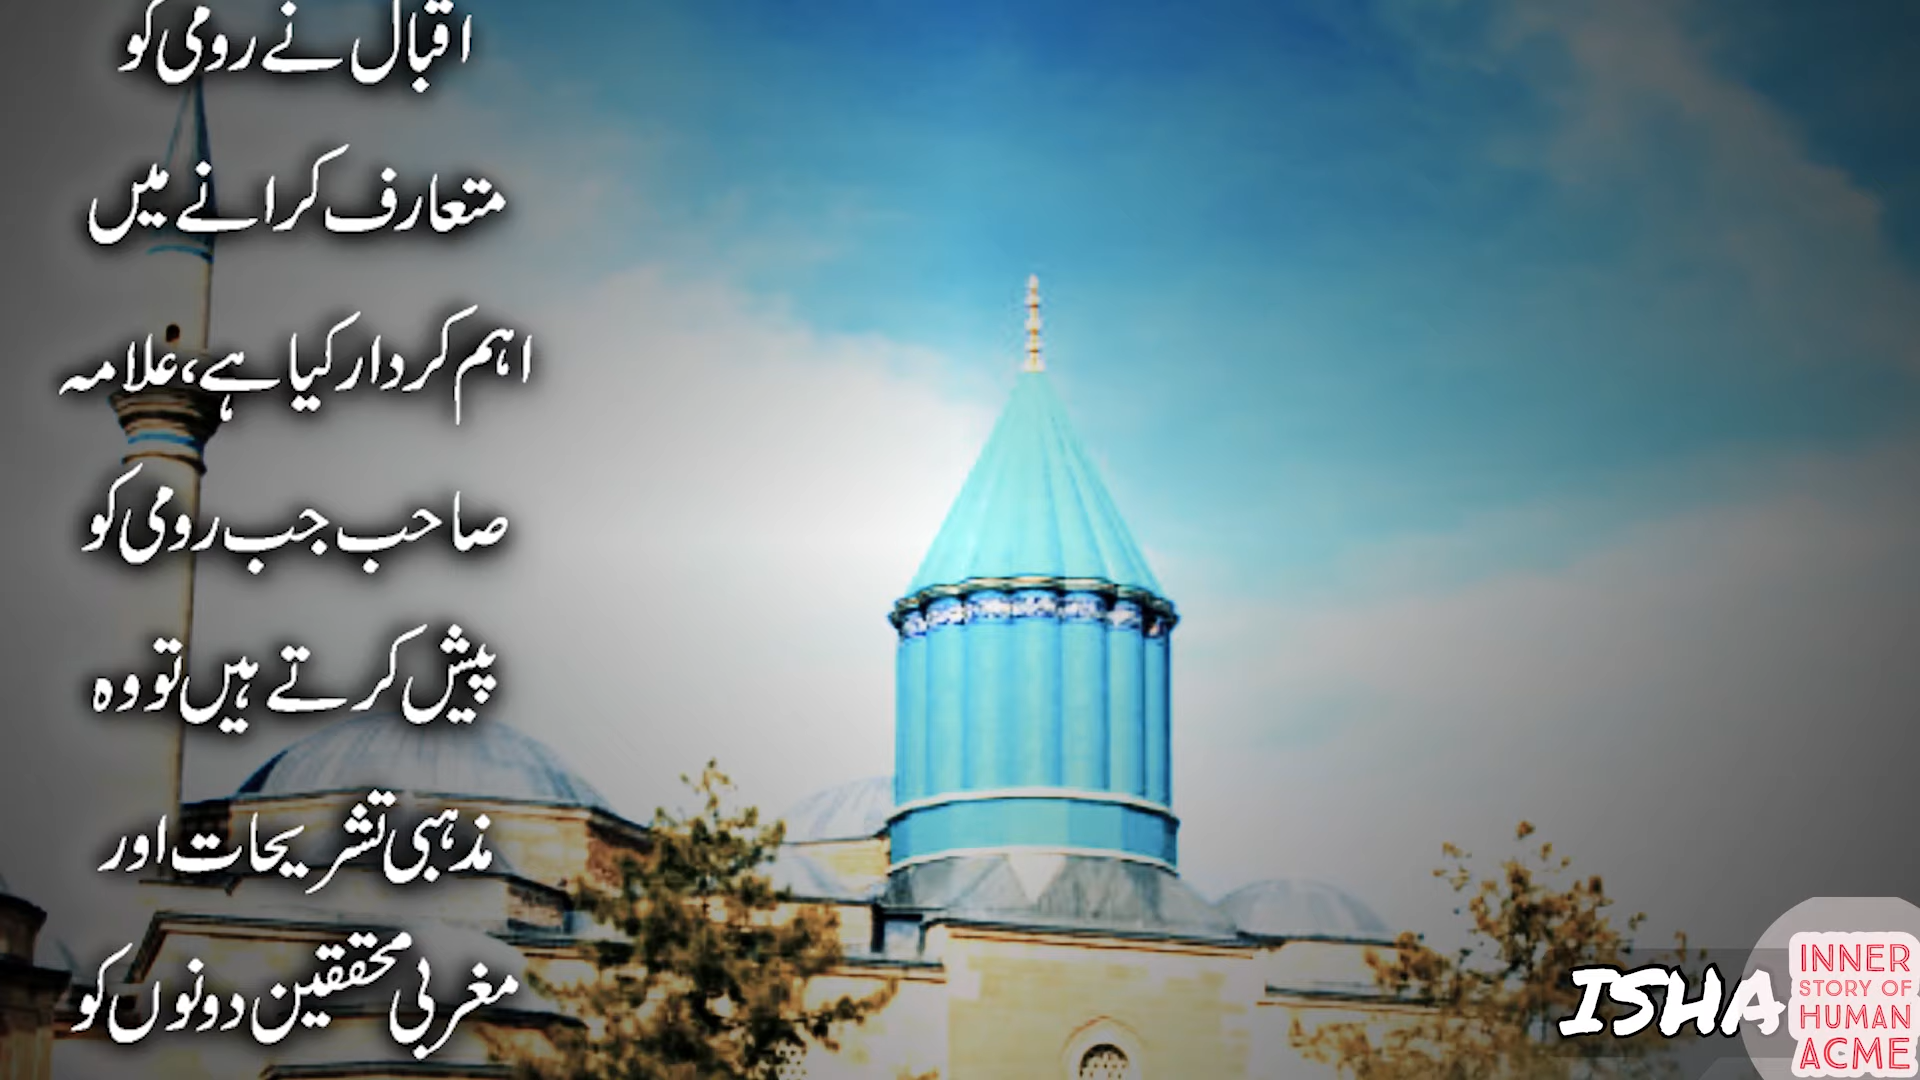 اقبال نے رومی کو
متعارف کرانے میں
اہم کردار کیا ہے، علامہ
صاحب جب رومی کو
پیش کرتے ہیں تو وہ
مذہبی تشریحات اور
مغربی محققین دونوں کو
ISHA
INNER
STORY OF
HUMAN
ACME